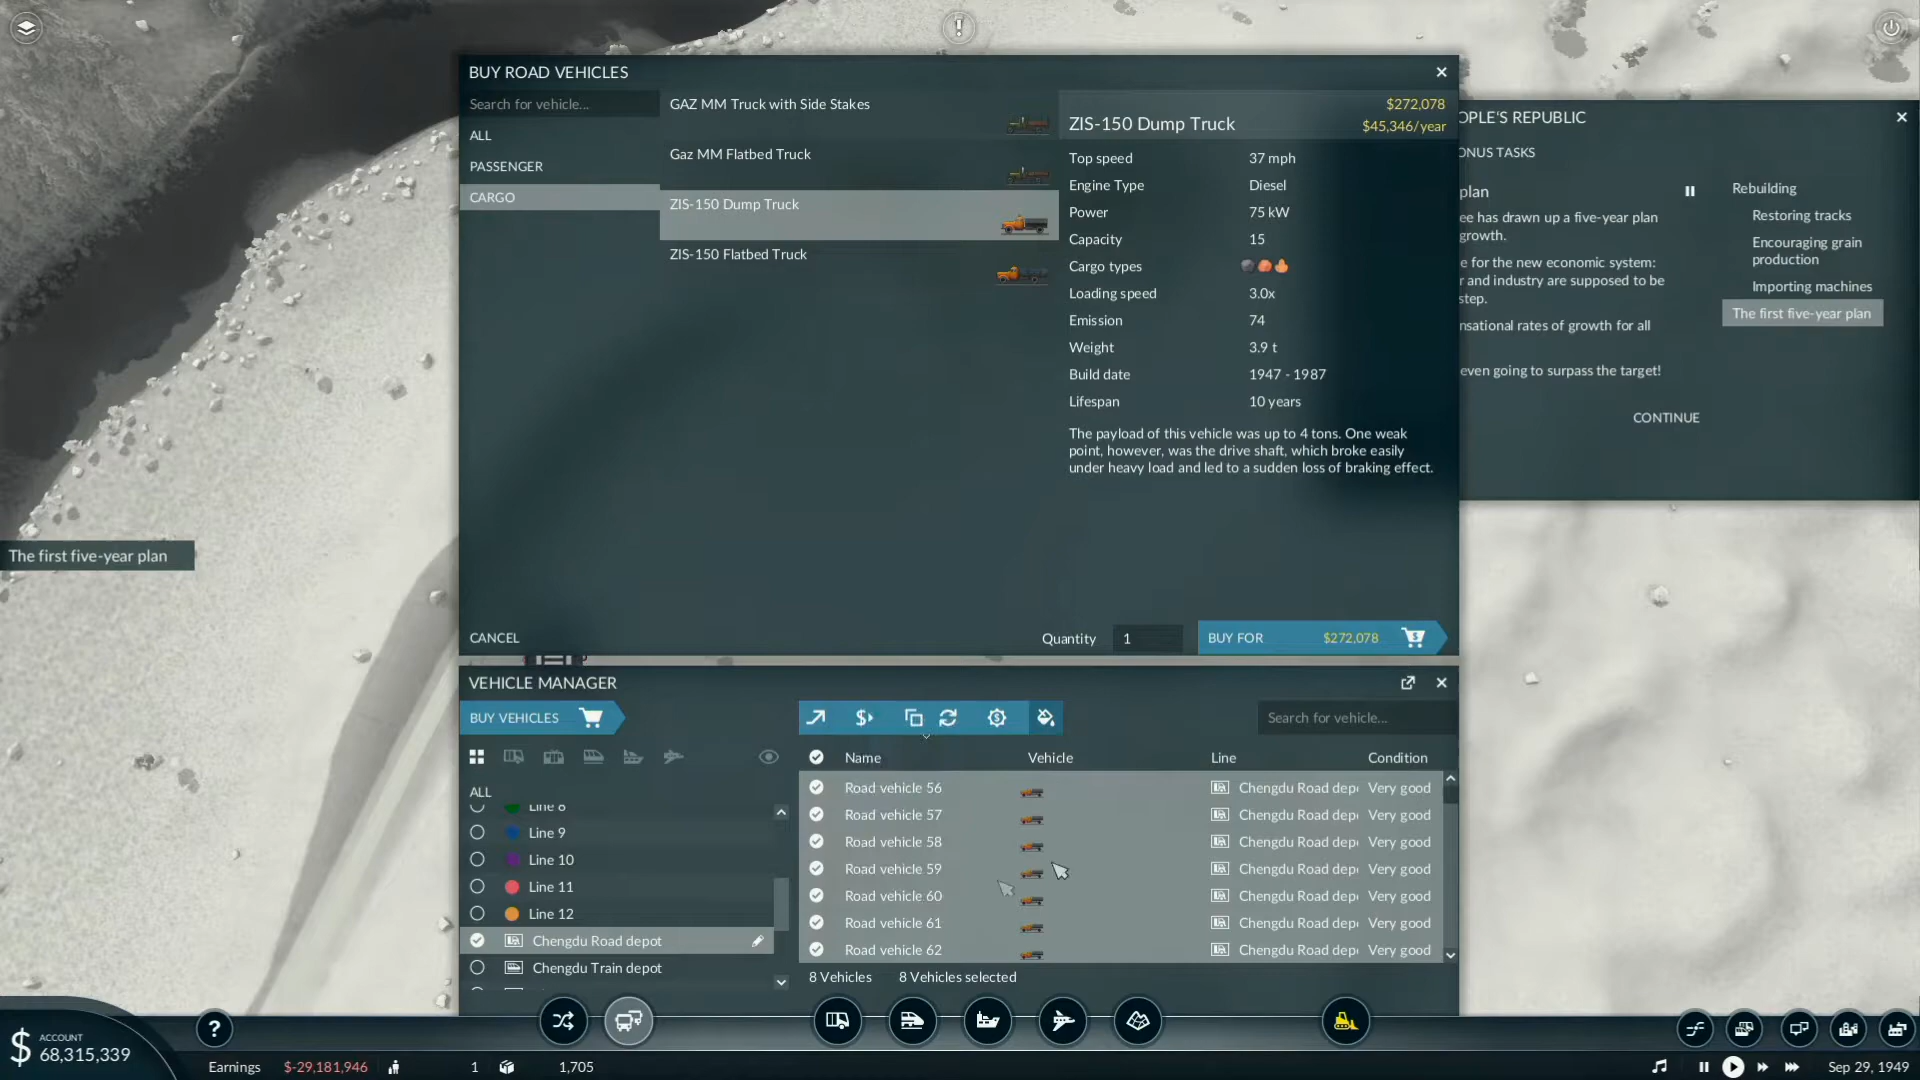 BUY ROAD VEHICLES
Search for vehicle...
ALL
PASSENGER
CARGO
GAZ MM Truck with Side Stakes
Gaz MM Flatbed Truck
ZIS-150 Dump Truck
ZIS-150 Flatbed Truck
$272,078
ZIS-150 Dump Truck
$45,346/year
Top speed 37 mph
Engine Type Diesel
Power 75 kW
Capacity 15
Cargo types
Loading speed 3.0x
Emission 74
Weight 3.9 t
Build date 1947 - 1987
Lifespan 10 years
The payload of this vehicle was up to 4 tons. One weak
point, however, was the drive shaft, which broke easily
under heavy load and led to a sudden loss of braking effect.
CANCEL
Quantity 1
BUY FOR $272,078
OPLE'S REPUBLIC
ONUS TASKS
plan
ee has drawn up a five-year plan
growth.
e for the new economic system:
r and industry are supposed to be
step.
nsational rates of growth for all
even going to surpass the target!
CONTINUE
Rebuilding
Restoring tracks
Encouraging grain
production
Importing machines
The first five-year plan
The first five-year plan
VEHICLE MANAGER
BUY VEHICLES
Search for vehicle...
ALL
Line 8
Line 9
Line 10
Line 11
Line 12
Chengdu Road depot
Chengdu Train depot
Name Vehicle Line Condition
Road vehicle 56 Chengdu Road depo Very good
Road vehicle 57 Chengdu Road depo Very good
Road vehicle 58 Chengdu Road depo Very good
Road vehicle 59 Chengdu Road depo Very good
Road vehicle 60 Chengdu Road depo Very good
Road vehicle 61 Chengdu Road depo Very good
Road vehicle 62 Chengdu Road depo Very good
8 Vehicles 8 Vehicles selected
?
$ ACCOUNT
68,315,339
Earnings $-29,181,946 1 1,705
Sep 29, 1949